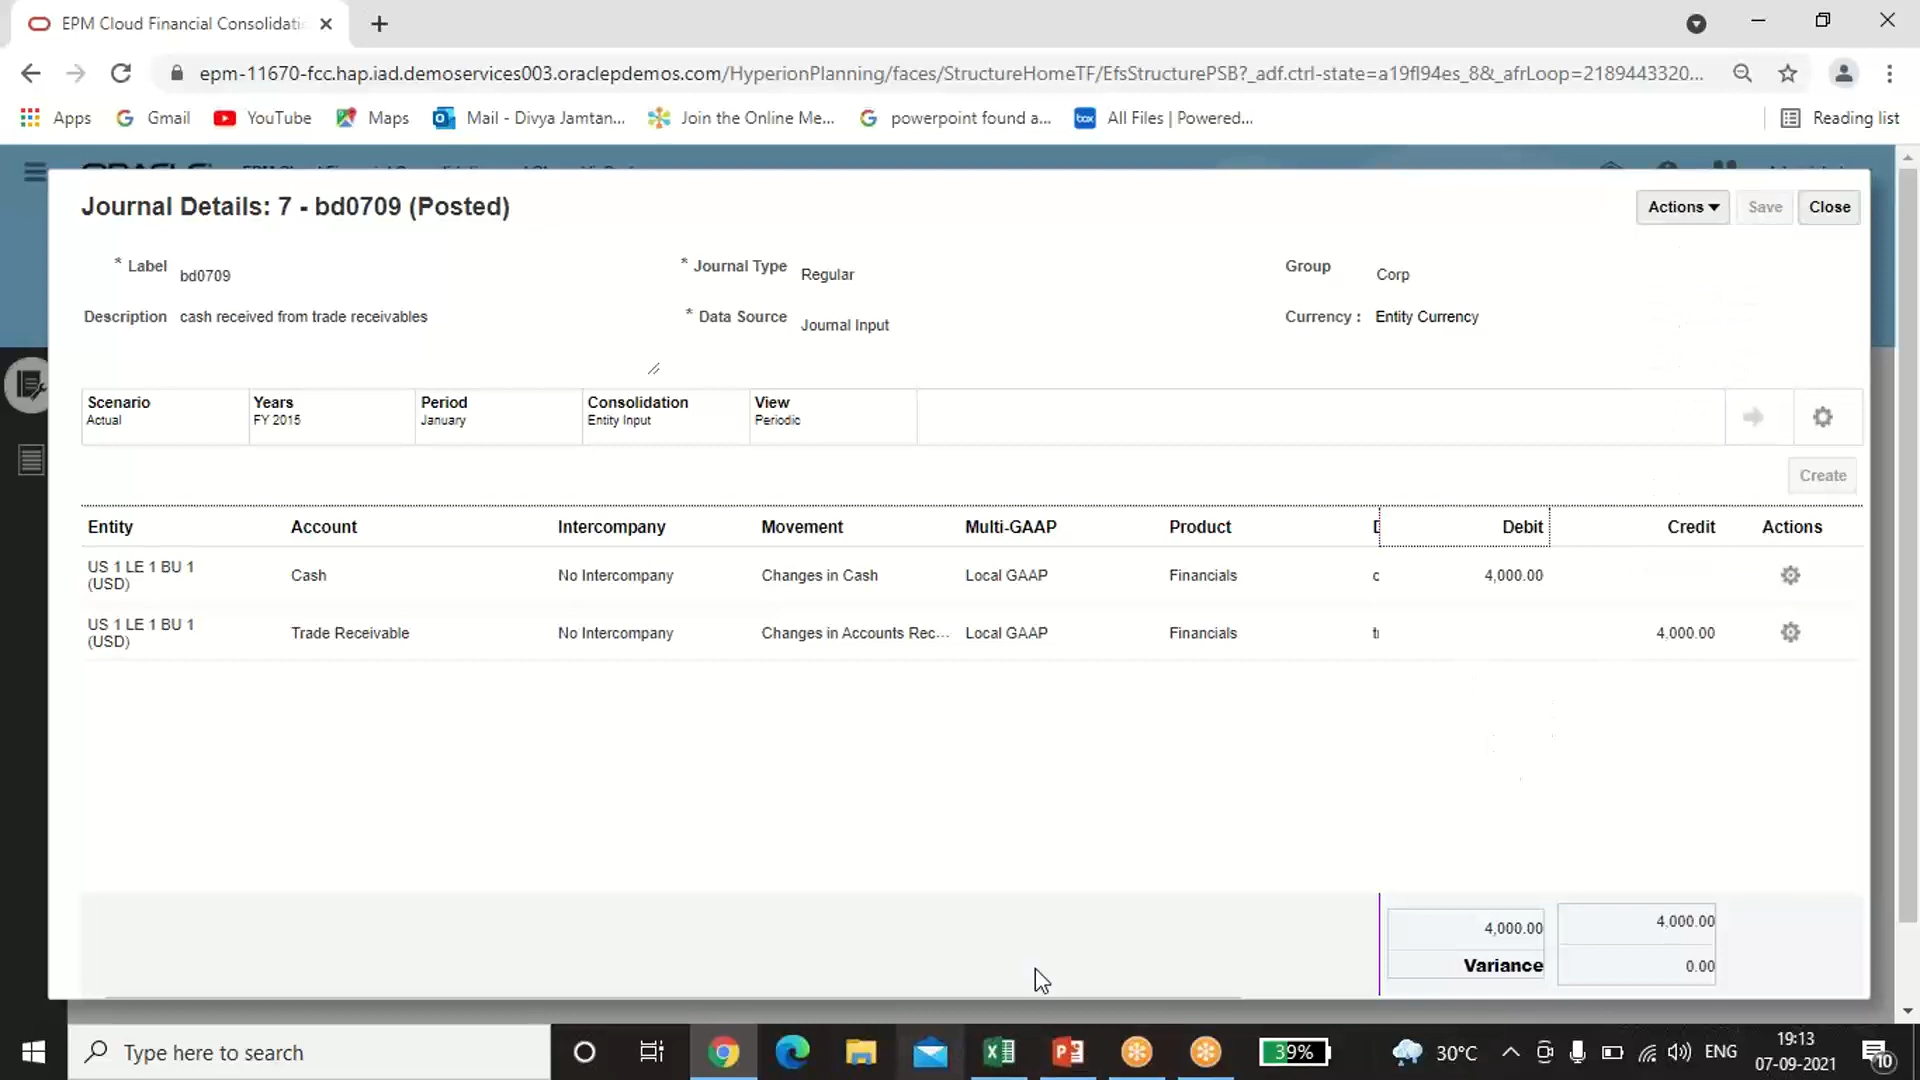 EPM Cloud Financial Consolidati
epm-11670-fcc.hap.iad.demoservices003.oraclepdemos.com/HyperionPlanning/faces/StructureHomeTF/EfsStructurePSB?_adf.ctrl-state=a19fl94es_8&_afrLoop=2189443320...
Apps Gmail YouTube Maps Mail - Divya Jamtan... Join the Online Me... powerpoint found a... All Files | Powered... Reading list
Journal Details: 7 - bd0709 (Posted)
Actions Save Close
* Label bd0709
* Journal Type Regular
Group Corp
Description cash received from trade receivables
* Data Source Journal Input
Currency : Entity Currency
Scenario Years Period Consolidation View
Actual FY 2015 January Entity Input Periodic
Create
Entity Account Intercompany Movement Multi-GAAP Product Debit Credit Actions
US 1 LE 1 BU 1
(USD)
Cash No Intercompany Changes in Cash Local GAAP Financials c 4,000.00
US 1 LE 1 BU 1
(USD)
Trade Receivable No Intercompany Changes in Accounts Rec... Local GAAP Financials 4,000.00
4,000.00 4,000.00
Variance 0.00
Type here to search
39%
30°C
ENG
19:13
07-09-2021
10